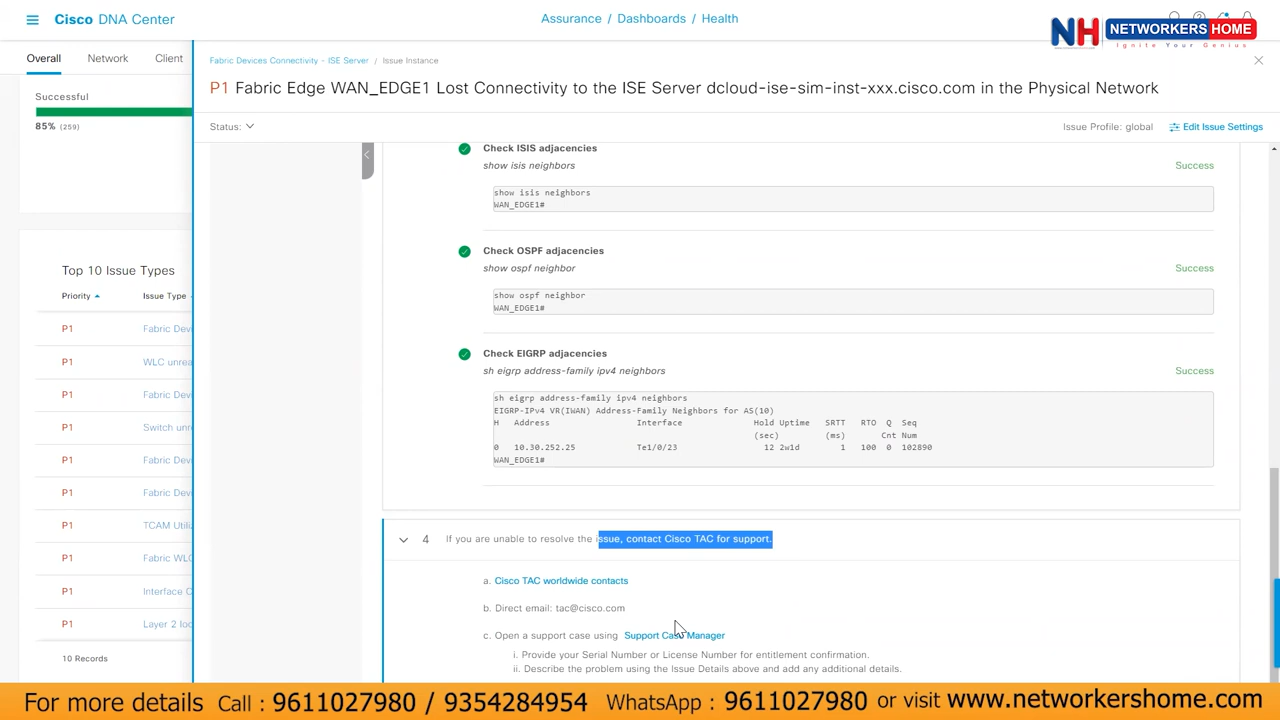 Cisco DNA Center
Assurance / Dashboards / Health
NH NETWORKERS HOME
Ignite Your Genius
Overall Network Client
Fabric Devices Connectivity - ISE Server / Issue Instance
P1 Fabric Edge WAN_EDGE1 Lost Connectivity to the ISE Server dcloud-ise-sim-inst-xxx.cisco.com in the Physical Network
Status:
Issue Profile: global
Edit Issue Settings
Successful
85% (259)
Top 10 Issue Types
Priority Issue Type
P1 Fabric Devi
P1 WLC unrea
P1 Fabric Devi
P1 Switch unr
P1 Fabric Devi
P1 Fabric Devi
P1 TCAM Utili
P1 Fabric WL
P1 Interface C
P1 Layer 2 loo
10 Records
Check ISIS adjacencies
show isis neighbors
Success
show isis neighbors
WAN_EDGE1#
Check OSPF adjacencies
show ospf neighbor
Success
show ospf neighbor
WAN_EDGE1#
Check EIGRP adjacencies
sh eigrp address-family ipv4 neighbors
Success
sh eigrp address-family ipv4 neighbors
EIGRP-IPv4 VR(IWAN) Address-Family Neighbors for AS(10)
H Address Interface Hold Uptime SRTT RTO Q Seq
(sec) (ms) Cnt Num
0 10.30.252.25 Te1/0/23 12 2w1d 1 100 0 102890
WAN_EDGE1#
4 If you are unable to resolve the issue, contact Cisco TAC for support.
a. Cisco TAC worldwide contacts
b. Direct email: tac@cisco.com
c. Open a support case using Support Case Manager
i. Provide your Serial Number or License Number for entitlement confirmation.
ii. Describe the problem using the Issue Details above and add any additional details.
For more details Call : 9611027980 / 9354284954 WhatsApp : 9611027980 or visit www.networkershome.com